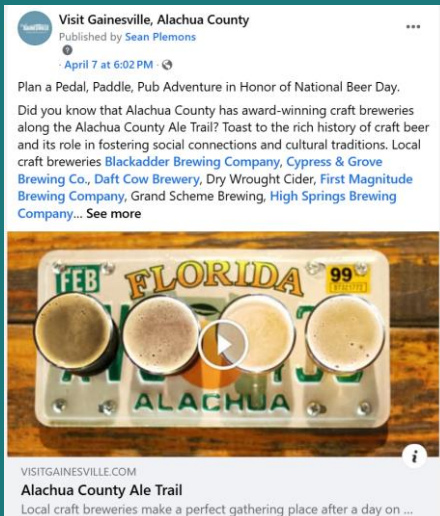 Visit Gainesville, Alachua County
Published by Sean Plemons
· April 7 at 6:02 PM ·
Plan a Pedal, Paddle, Pub Adventure in Honor of National Beer Day.
Did you know that Alachua County has award-winning craft breweries
along the Alachua County Ale Trail? Toast to the rich history of craft beer
and its role in fostering social connections and cultural traditions. Local
craft breweries Blackadder Brewing Company, Cypress & Grove
Brewing Co., Daft Cow Brewery, Dry Wrought Cider, First Magnitude
Brewing Company, Grand Scheme Brewing, High Springs Brewing
Company... See more
FEB
FLORIDA
99
ALACHUA
VISITGAINESVILLE.COM
Alachua County Ale Trail
Local craft breweries make a perfect gathering place after a day on ...